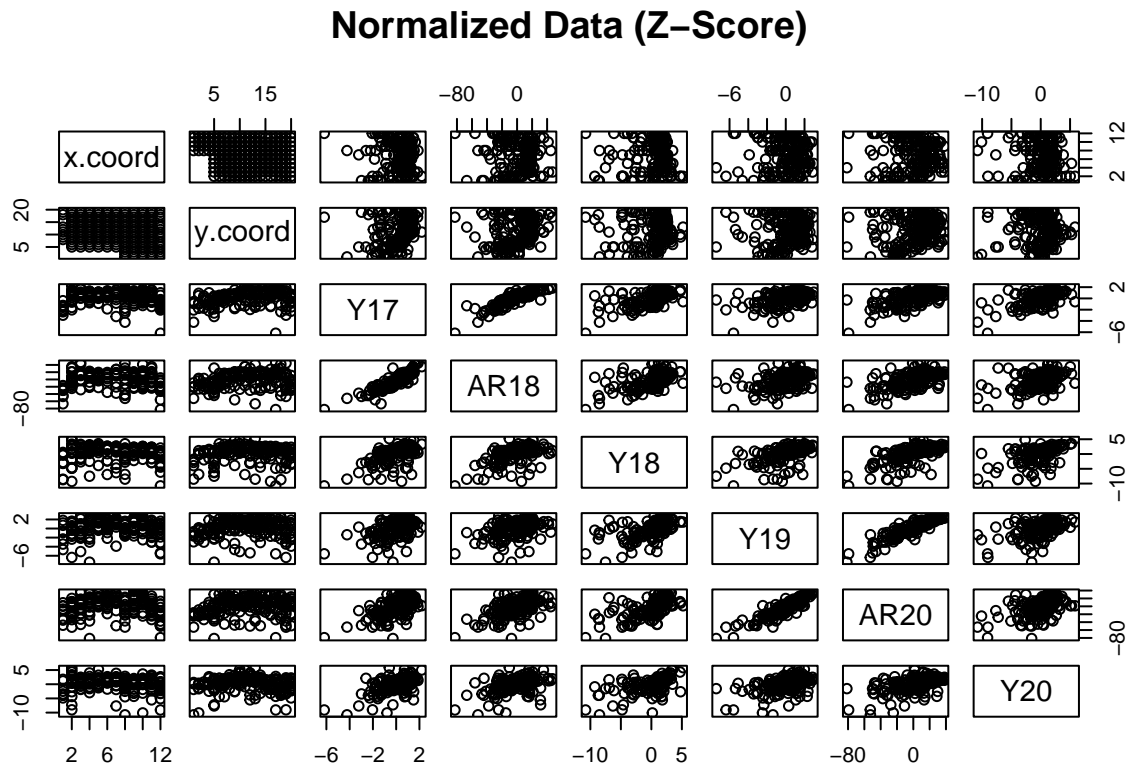 Normalized Data (Z−Score)
5 15 −80 0 −6 0 −10 0
x.coord 2 12
5 20 y.coord
Y17 −6 2
−80 AR18
Y18 −10 5
−6 2 Y19
AR20 −80
−10 5 Y20
2 6 12 −6 −2 2 −10 0 5 −80 0